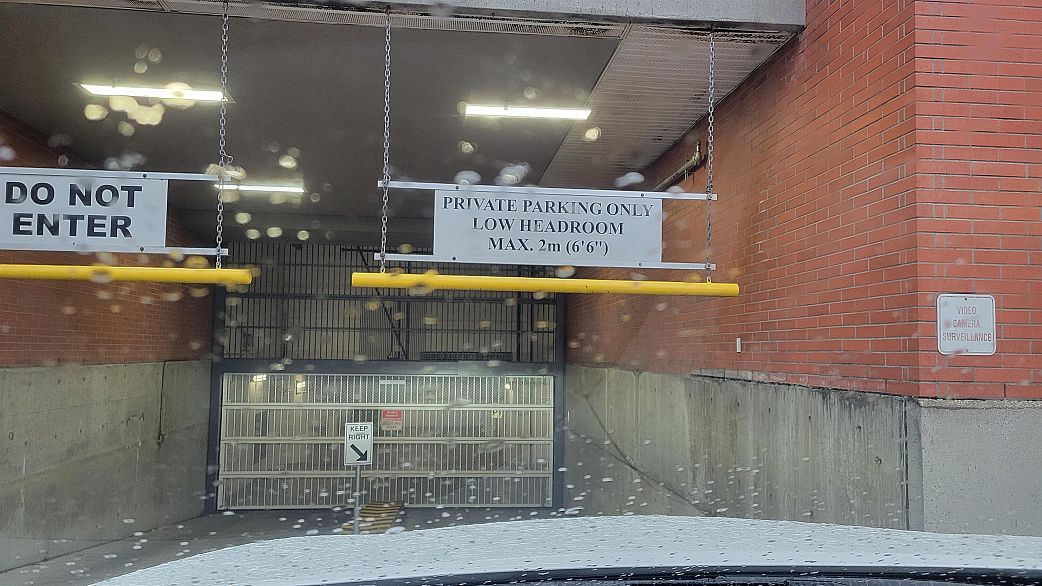 DO NOT
ENTER
PRIVATE PARKING ONLY
LOW HEADROOM
MAX. 2m (6'6")
VIDEO
CAMERA
SURVEILLANCE
KEEP
RIGHT